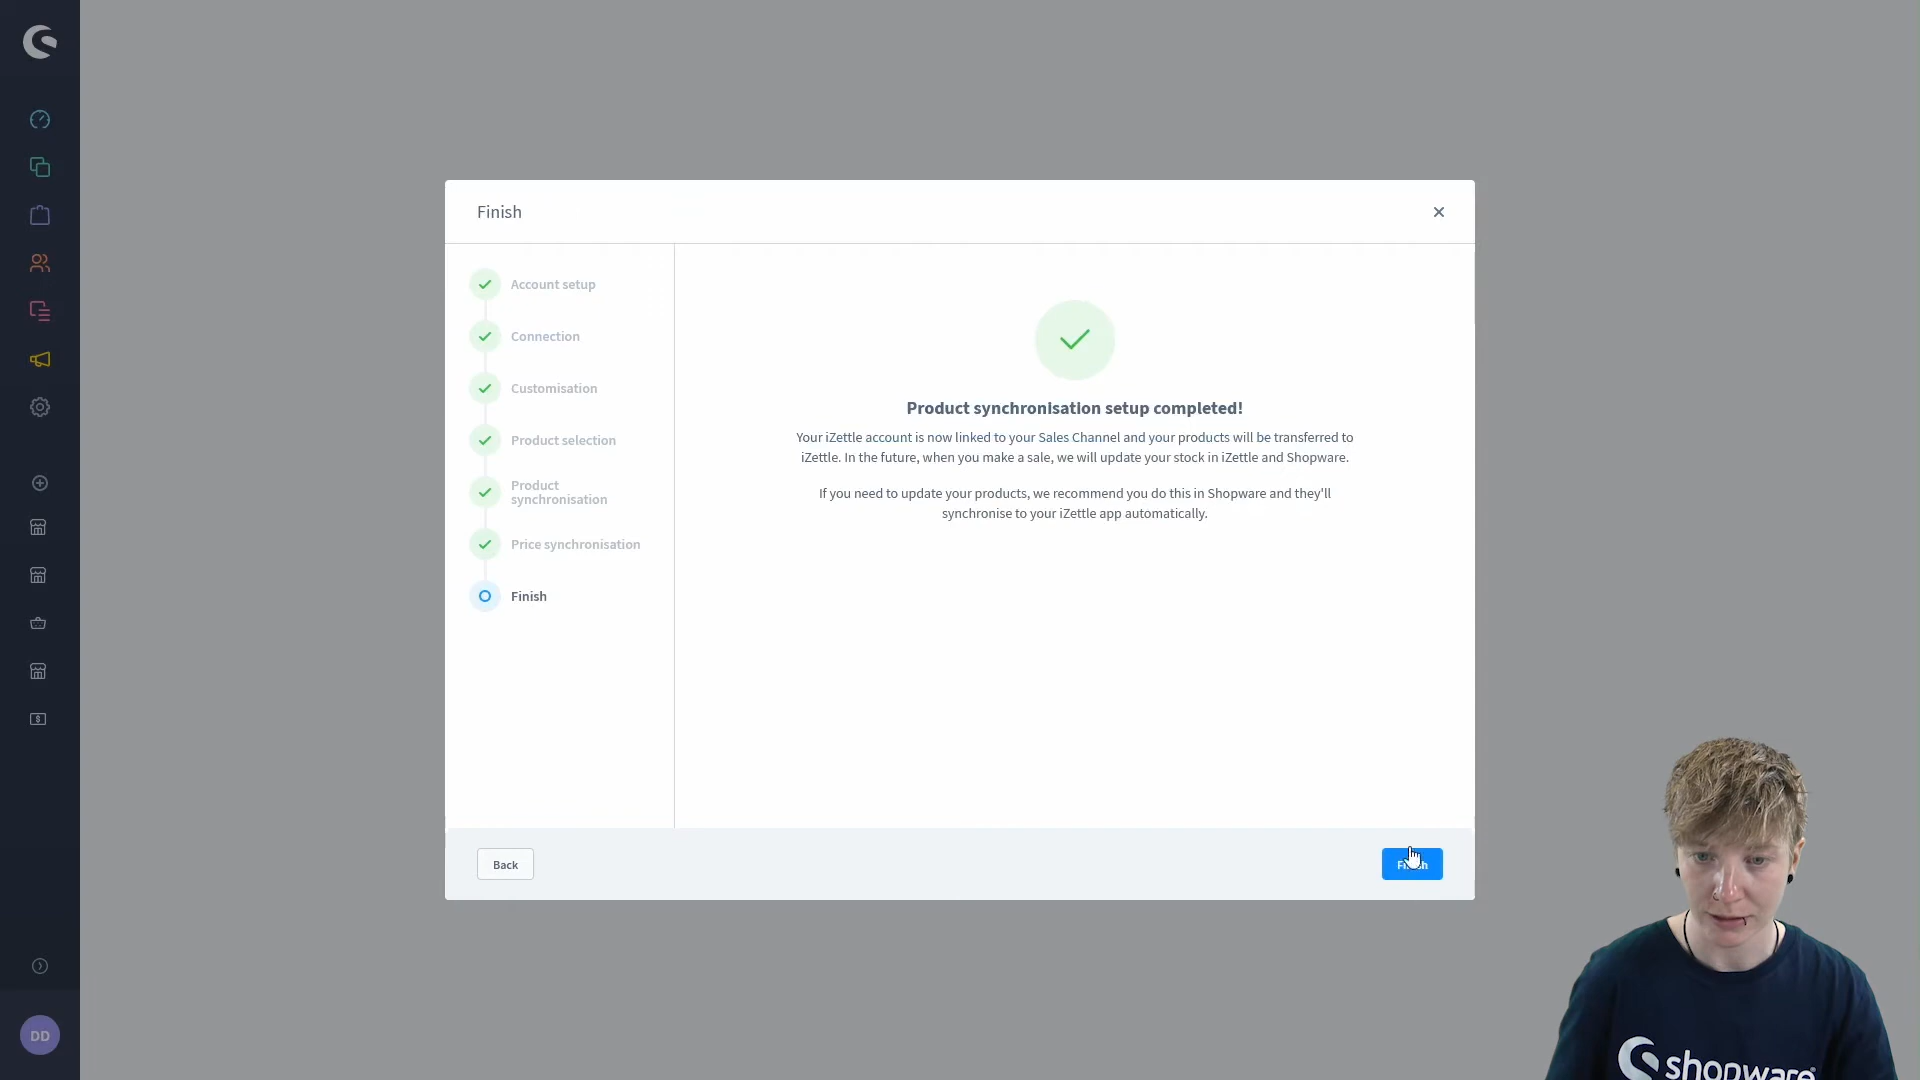 Finish
Account setup
Connection
Customisation
Product selection
Product
synchronisation
Price synchronisation
Finish
Product synchronisation setup completed!
Your iZettle account is now linked to your Sales Channel and your products will be transferred to
iZettle. In the future, when you make a sale, we will update your stock in iZettle and Shopware.
If you need to update your products, we recommend you do this in Shopware and they'll
synchronise to your iZettle app automatically.
Back
Finish
DD
shopware